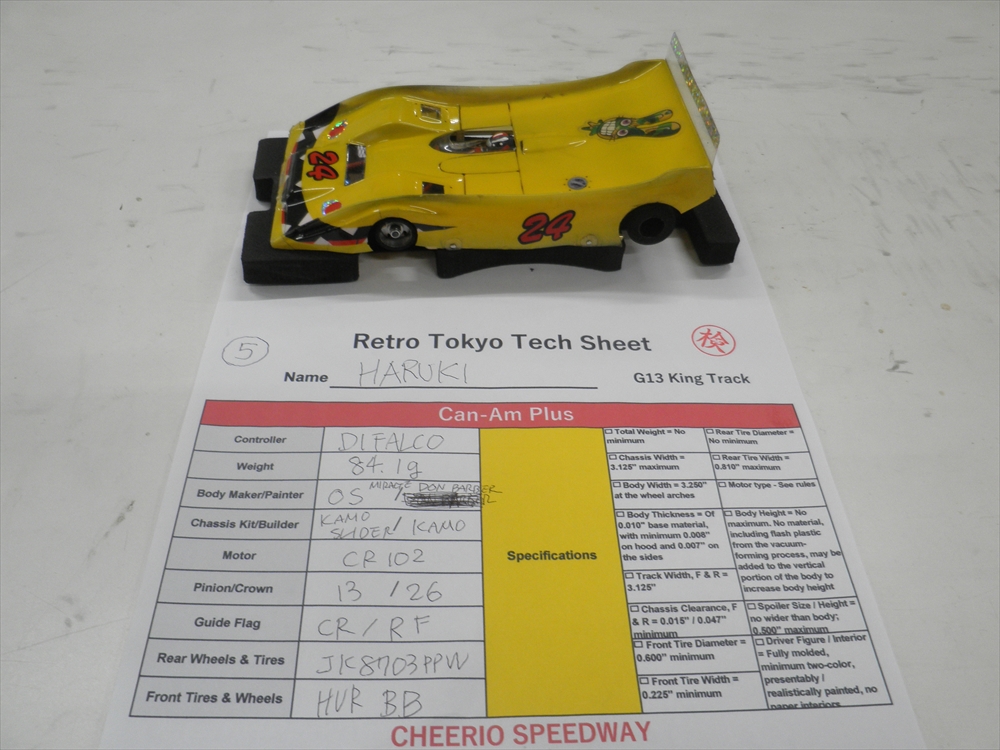 24
24
5
Retro Tokyo Tech Sheet
検
Name HARUKI
G13 King Track
Can-Am Plus
Controller DIFALCO
Weight 84.1g
Body Maker/Painter OS MIRAGE / DON BARBER
Chassis Kit/Builder KAMO SLIDER / KAMO
Motor CR102
Pinion/Crown 13 / 26
Guide Flag CR / RF
Rear Wheels & Tires JK8703PPW
Front Tires & Wheels HVR BB
Specifications
Total Weight = No
minimum
Rear Tire Diameter =
No minimum
Chassis Width =
3.125" maximum
Rear Tire Width =
0.810" maximum
Body Width = 3.250"
at the wheel arches
Motor type - See rules
Body Thickness = Of
0.010" base material,
with minimum 0.008"
on hood and 0.007" on
the sides
Body Height = No
maximum. No material,
including flash plastic
from the vacuum-
forming process, may be
added to the vertical
portion of the body to
increase body height
Track Width, F & R =
3.125"
Chassis Clearance, F
& R = 0.015" / 0.047"
minimum
Spoiler Size / Height =
no wider than body;
0.500" maximum
Front Tire Diameter =
0.600" minimum
Driver Figure / Interior
= Fully molded,
minimum two-color,
presentably /
realistically painted, no
paper interiors
Front Tire Width =
0.225" minimum
CHEERIO SPEEDWAY